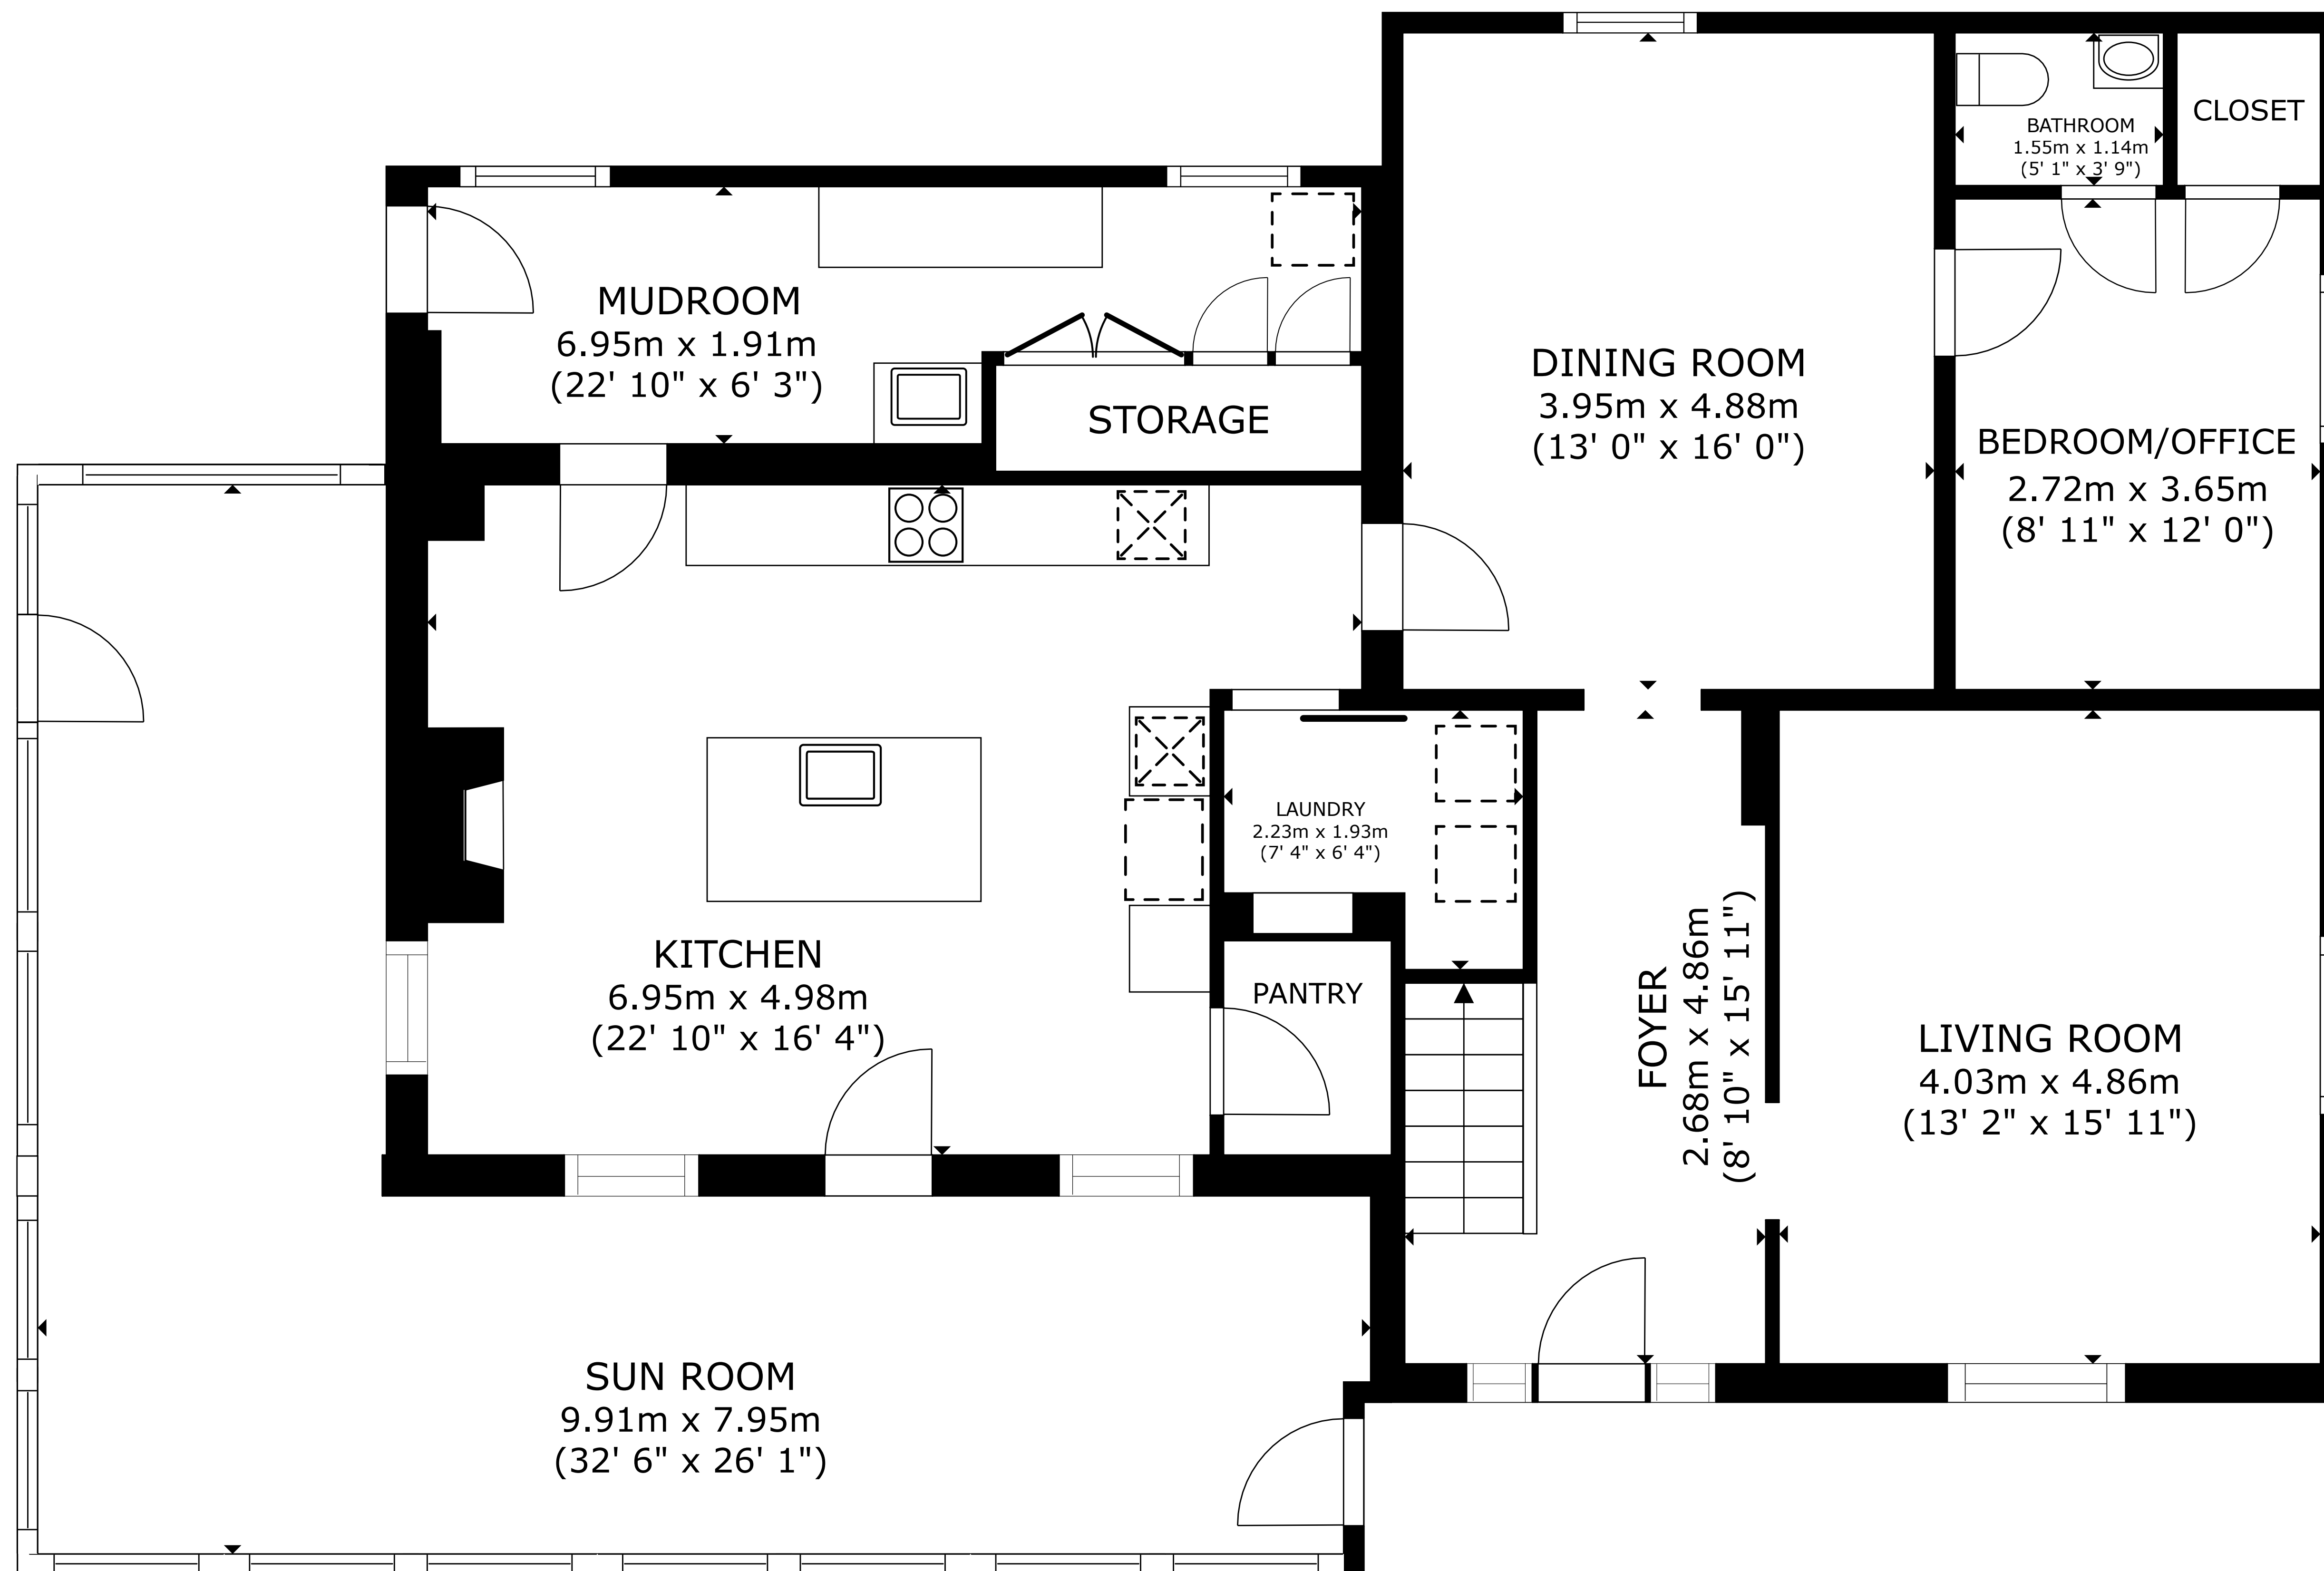 CLOSET
BATHROOM
1.55m x 1.14m
(5' 1" x 3' 9")
MUDROOM
6.95m x 1.91m
(22' 10" x 6' 3")
STORAGE
DINING ROOM
3.95m x 4.88m
(13' 0" x 16' 0")
BEDROOM/OFFICE
2.72m x 3.65m
(8' 11" x 12' 0")
LAUNDRY
2.23m x 1.93m
(7' 4" x 6' 4")
KITCHEN
6.95m x 4.98m
(22' 10" x 16' 4")
PANTRY
FOYER
2.68m x 4.86m
(8' 10" x 15' 11")
LIVING ROOM
4.03m x 4.86m
(13' 2" x 15' 11")
SUN ROOM
9.91m x 7.95m
(32' 6" x 26' 1")